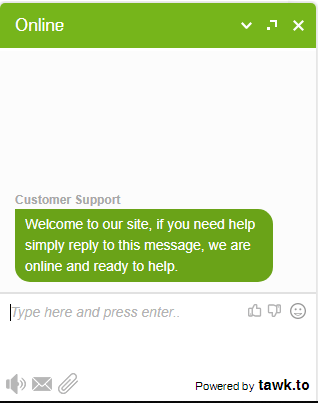 Online
Customer Support
Welcome to our site, if you need help
simply reply to this message, we are
online and ready to help.
Type here and press enter..
Powered by tawk.to